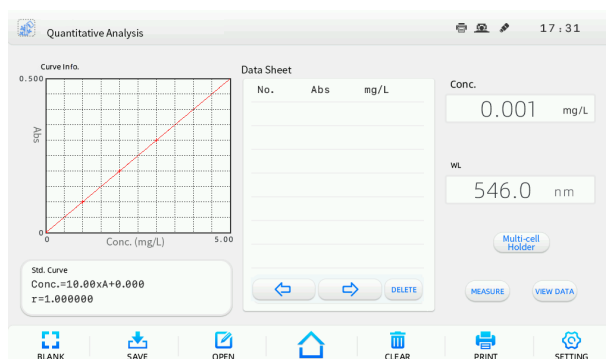 Quantitative Analysis
17:31
Curve Info.
0.500
Abs
0
0
Conc. (mg/L)
5.00
Std. Curve
Conc.=10.00xA+0.000
r=1.000000
Data Sheet
No. Abs mg/L
DELETE
Conc.
0.001 mg/L
WL
546.0 nm
Multi-cell
Holder
MEASURE
VIEW DATA
BLANK
SAVE
OPEN
CLEAR
PRINT
SETTING